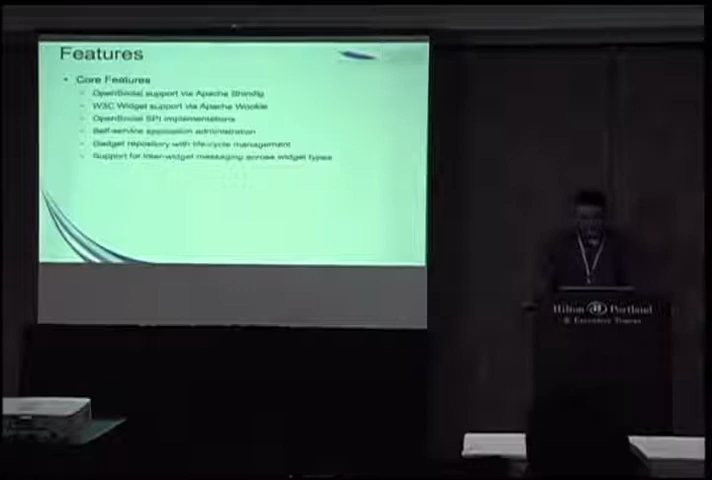 Features
• Core Features
- OpenSocial support via Apache Shindig
- W3C Widget support via Apache Wookie
- OpenSocial SPI implementations
- Self-service application administration
- Gadget repository with life-cycle management
- Support for inter-widget messaging across widget types
Hilton Portland
& Executive Tower